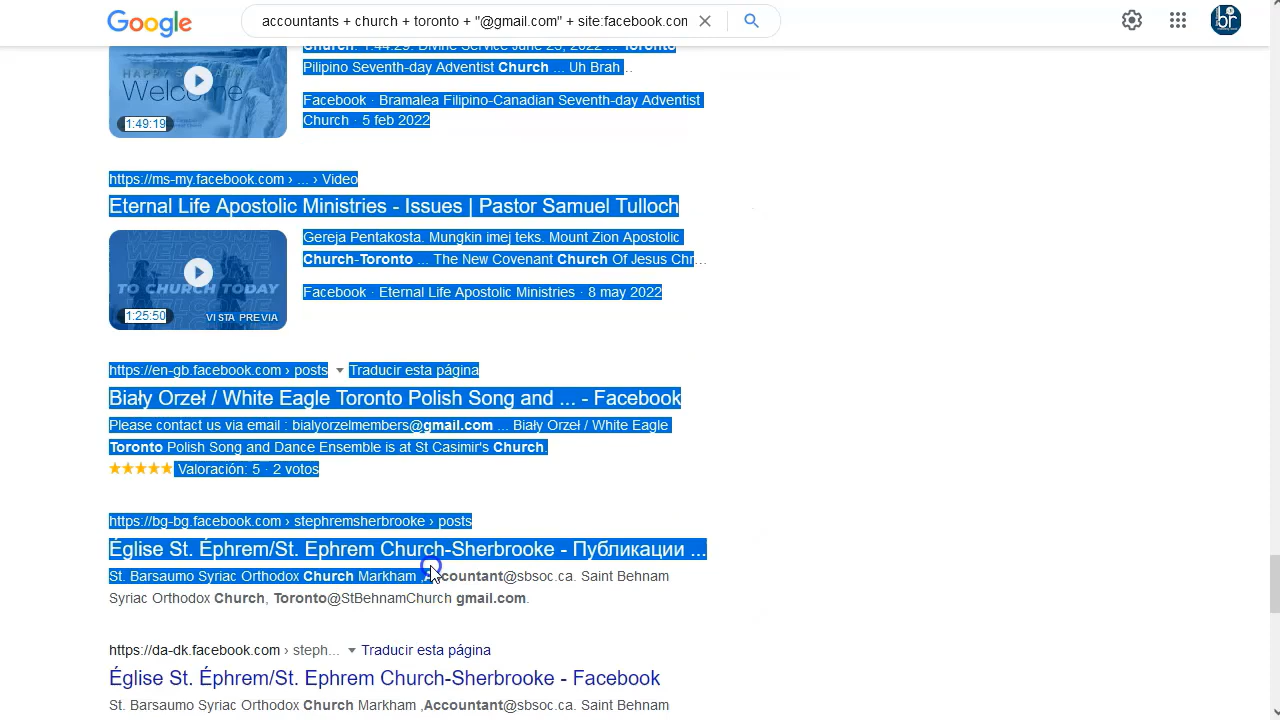 Google
accountants + church + toronto + "@gmail.com" + site:facebook.com
br
Church. 1:44:29. Divine Service June 25, 2022 ... Toronto
Pilipino Seventh-day Adventist Church ... Uh Brah ..
HAPPY
Welcome
1:49:19
Facebook · Bramalea Filipino-Canadian Seventh-day Adventist
Church · 5 feb 2022
https://ms-my.facebook.com › ... › Video
Eternal Life Apostolic Ministries - Issues | Pastor Samuel Tulloch
WELCOME
TO CHURCH TODAY
1:25:50
VISTA PREVIA
Gereja Pentakosta. Mungkin imej teks. Mount Zion Apostolic
Church-Toronto ... The New Covenant Church Of Jesus Chr...
Facebook · Eternal Life Apostolic Ministries · 8 may 2022
https://en-gb.facebook.com › posts Traducir esta página
Biały Orzeł / White Eagle Toronto Polish Song and ... - Facebook
Please contact us via email : bialyorzelmembers@gmail.com ... Biały Orzeł / White Eagle
Toronto Polish Song and Dance Ensemble is at St Casimir's Church.
Valoración: 5 · 2 votos
https://bg-bg.facebook.com › stephremsherbrooke › posts
Église St. Éphrem/St. Ephrem Church-Sherbrooke - Публикации ...
St. Barsaumo Syriac Orthodox Church Markham ,Accountant@sbsoc.ca. Saint Behnam
Syriac Orthodox Church, Toronto@StBehnamChurch gmail.com.
https://da-dk.facebook.com › steph... Traducir esta página
Église St. Éphrem/St. Ephrem Church-Sherbrooke - Facebook
St. Barsaumo Syriac Orthodox Church Markham ,Accountant@sbsoc.ca. Saint Behnam